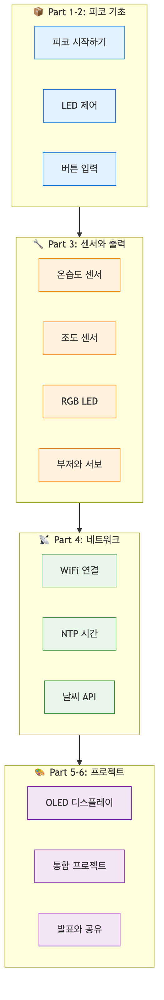 📦 Part 1-2: 피코 기초
피코 시작하기
LED 제어
버튼 입력
🔧 Part 3: 센서와 출력
온습도 센서
조도 센서
RGB LED
부저와 서보
📡 Part 4: 네트워크
WiFi 연결
NTP 시간
날씨 API
🎨 Part 5-6: 프로젝트
OLED 디스플레이
통합 프로젝트
발표와 공유